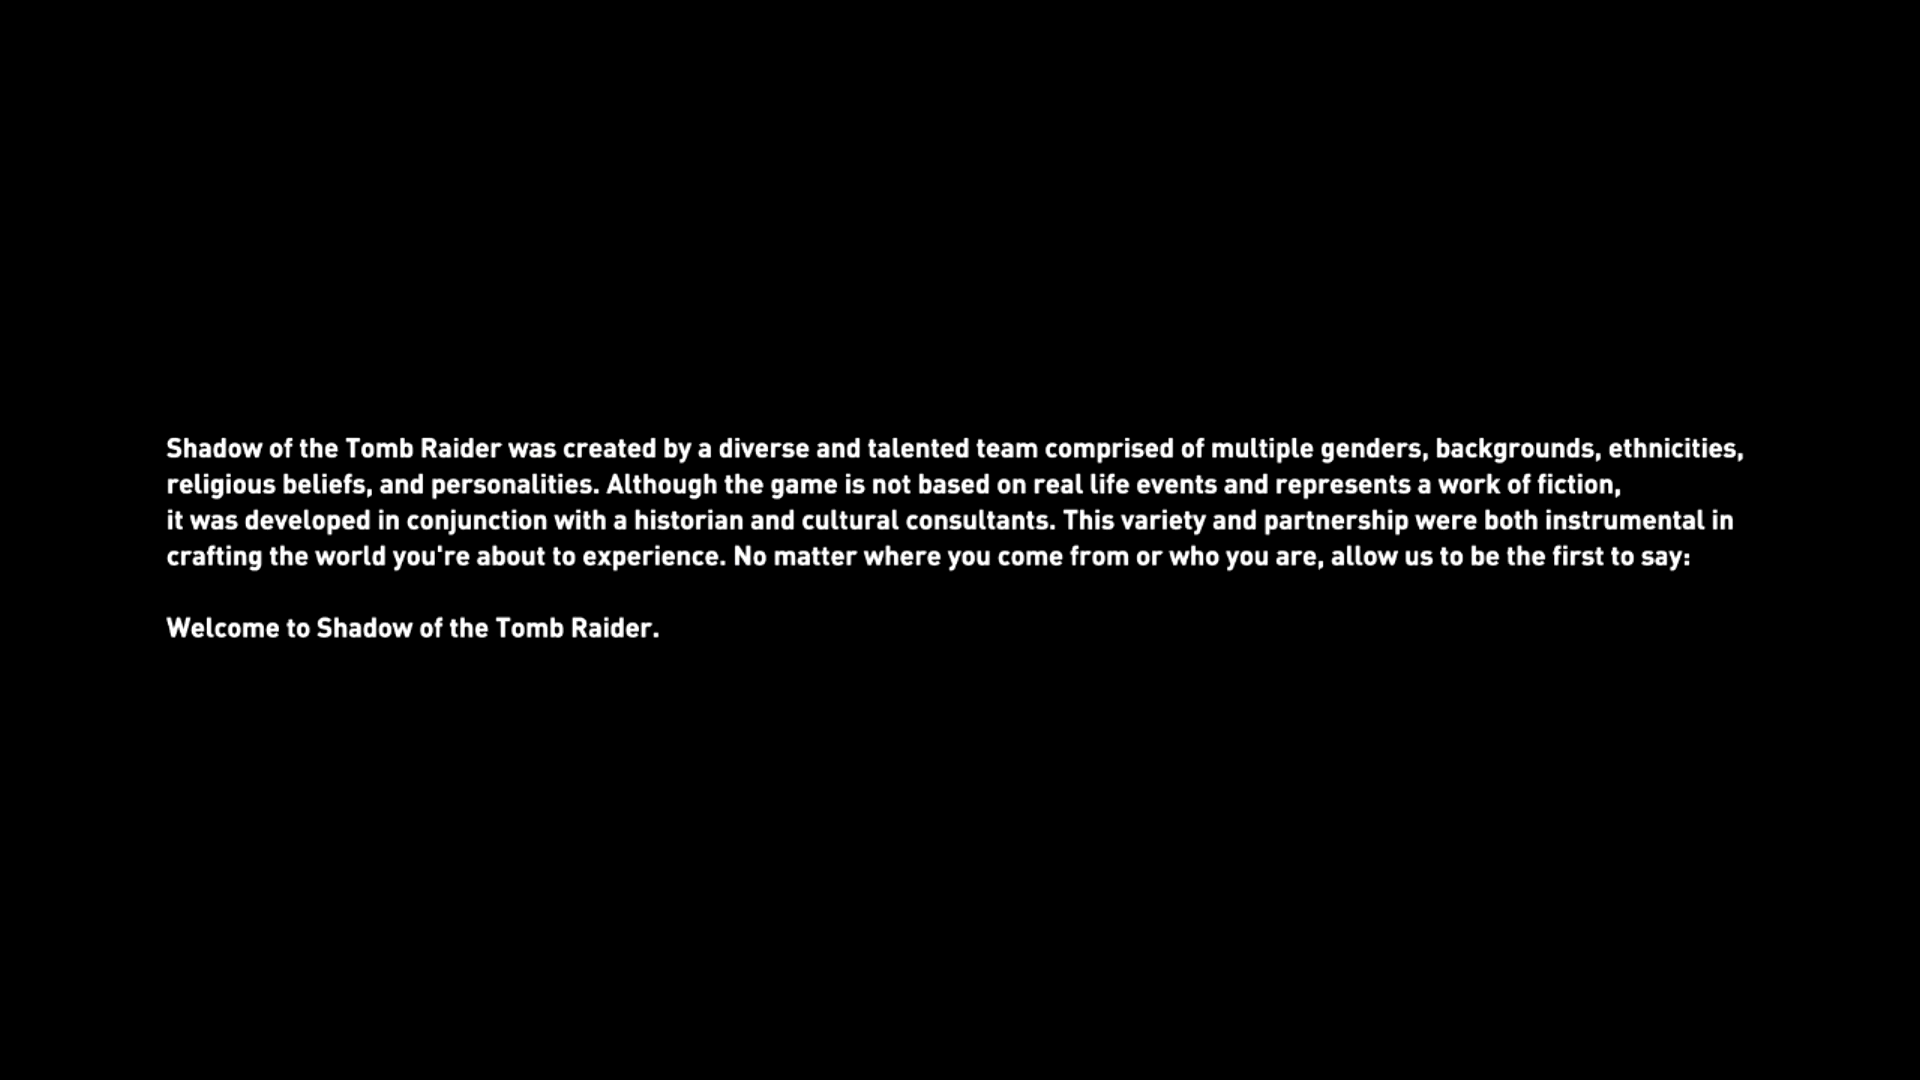 Shadow of the Tomb Raider was created by a diverse and talented team comprised of multiple genders, backgrounds, ethnicities,
religious beliefs, and personalities. Although the game is not based on real life events and represents a work of fiction,
it was developed in conjunction with a historian and cultural consultants. This variety and partnership were both instrumental in
crafting the world you're about to experience. No matter where you come from or who you are, allow us to be the first to say:
Welcome to Shadow of the Tomb Raider.